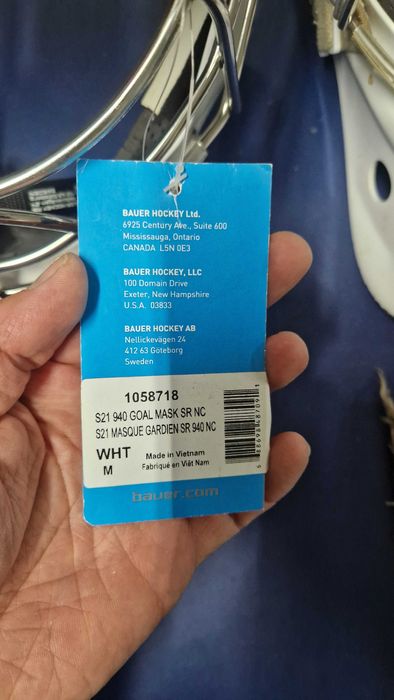 BAUER HOCKEY Ltd.
6925 Century Ave., Suite 600
Mississauga, Ontario
CANADA L5N 0E3
BAUER HOCKEY, LLC
100 Domain Drive
Exeter, New Hampshire
U.S.A. 03833
BAUER HOCKEY AB
Nellickevägen 24
412 63 Göteborg
Sweden
1058718
S21 940 GOAL MASK SR NC
S21 MASQUE GARDIEN SR 940 NC
WHT
M
Made in Vietnam
Fabriqué en Viêt Nam
bauer.com